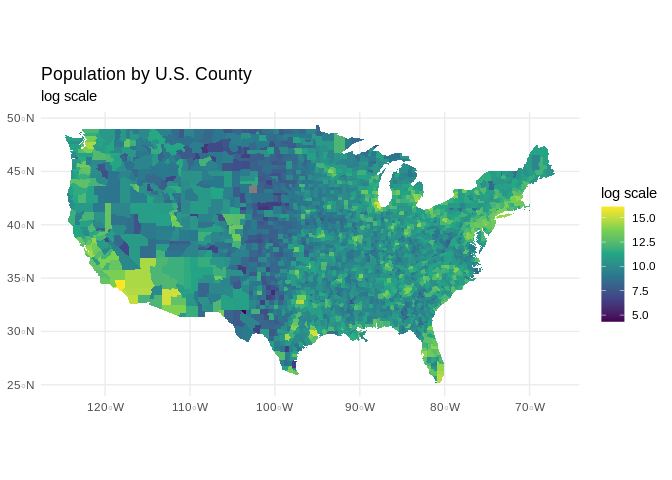 Population by U.S. County
log scale
50◦N
45◦N
40◦N
35◦N
30◦N
25◦N
120◦W
110◦W
100◦W
90◦W
80◦W
70◦W
log scale
15.0
12.5
10.0
7.5
5.0